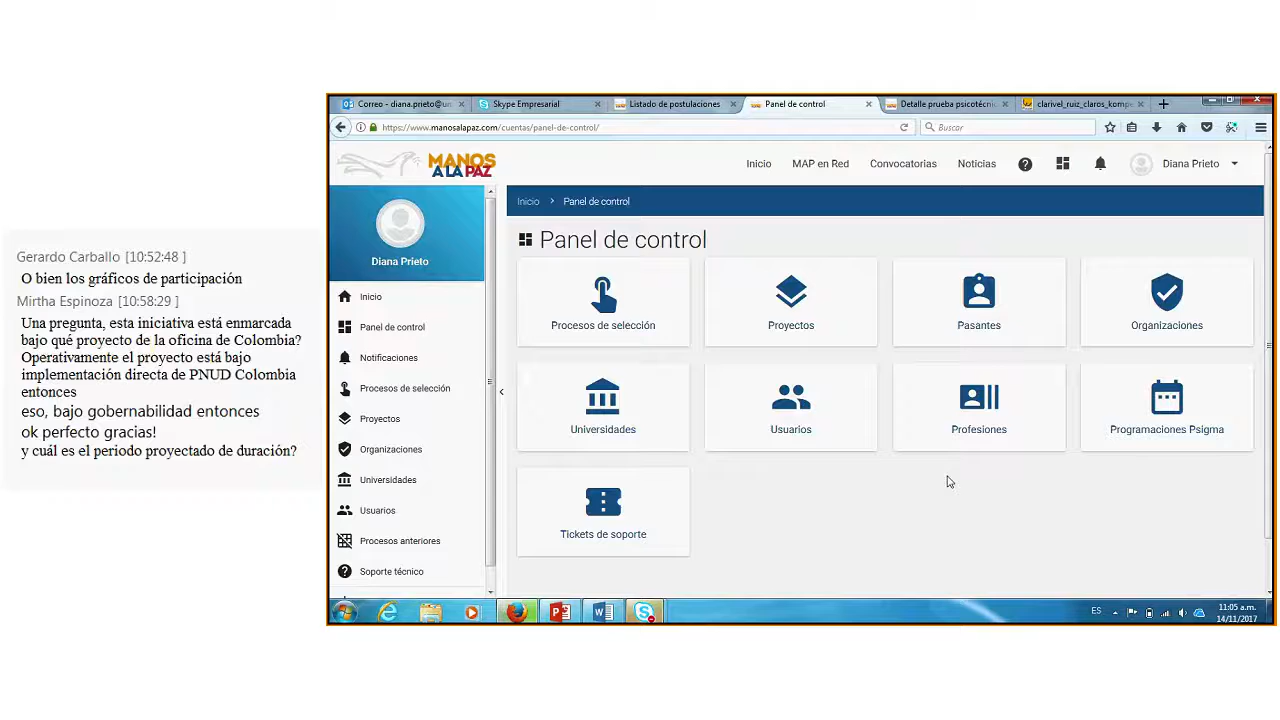 Gerardo Carballo [10:52:48 ]
O bien los gráficos de participación
Mirtha Espinoza [10:58:29 ]
Una pregunta, esta iniciativa está enmarcada
bajo qué proyecto de la oficina de Colombia?
Operativamente el proyecto está bajo
implementación directa de PNUD Colombia
entonces
eso, bajo gobernabilidad entonces
ok perfecto gracias!
y cuál es el periodo proyectado de duración?
Correo - diana.prieto@un
Skype Empresarial
Listado de postulaciones
Panel de control
Detalle prueba psicotécnic
clarivel_ruiz_claros_kompe
https://www.manosalapaz.com/cuentas/panel-de-control/
Buscar
MANOS
A LA PAZ
Inicio
MAP en Red
Convocatorias
Noticias
Diana Prieto
Diana Prieto
Inicio
Panel de control
Notificaciones
Procesos de selección
Proyectos
Organizaciones
Universidades
Usuarios
Procesos anteriores
Soporte técnico
Inicio > Panel de control
Panel de control
Procesos de selección
Proyectos
Pasantes
Organizaciones
Universidades
Usuarios
Profesiones
Programaciones Psigma
Tickets de soporte
ES
11:05 a.m.
14/11/2017